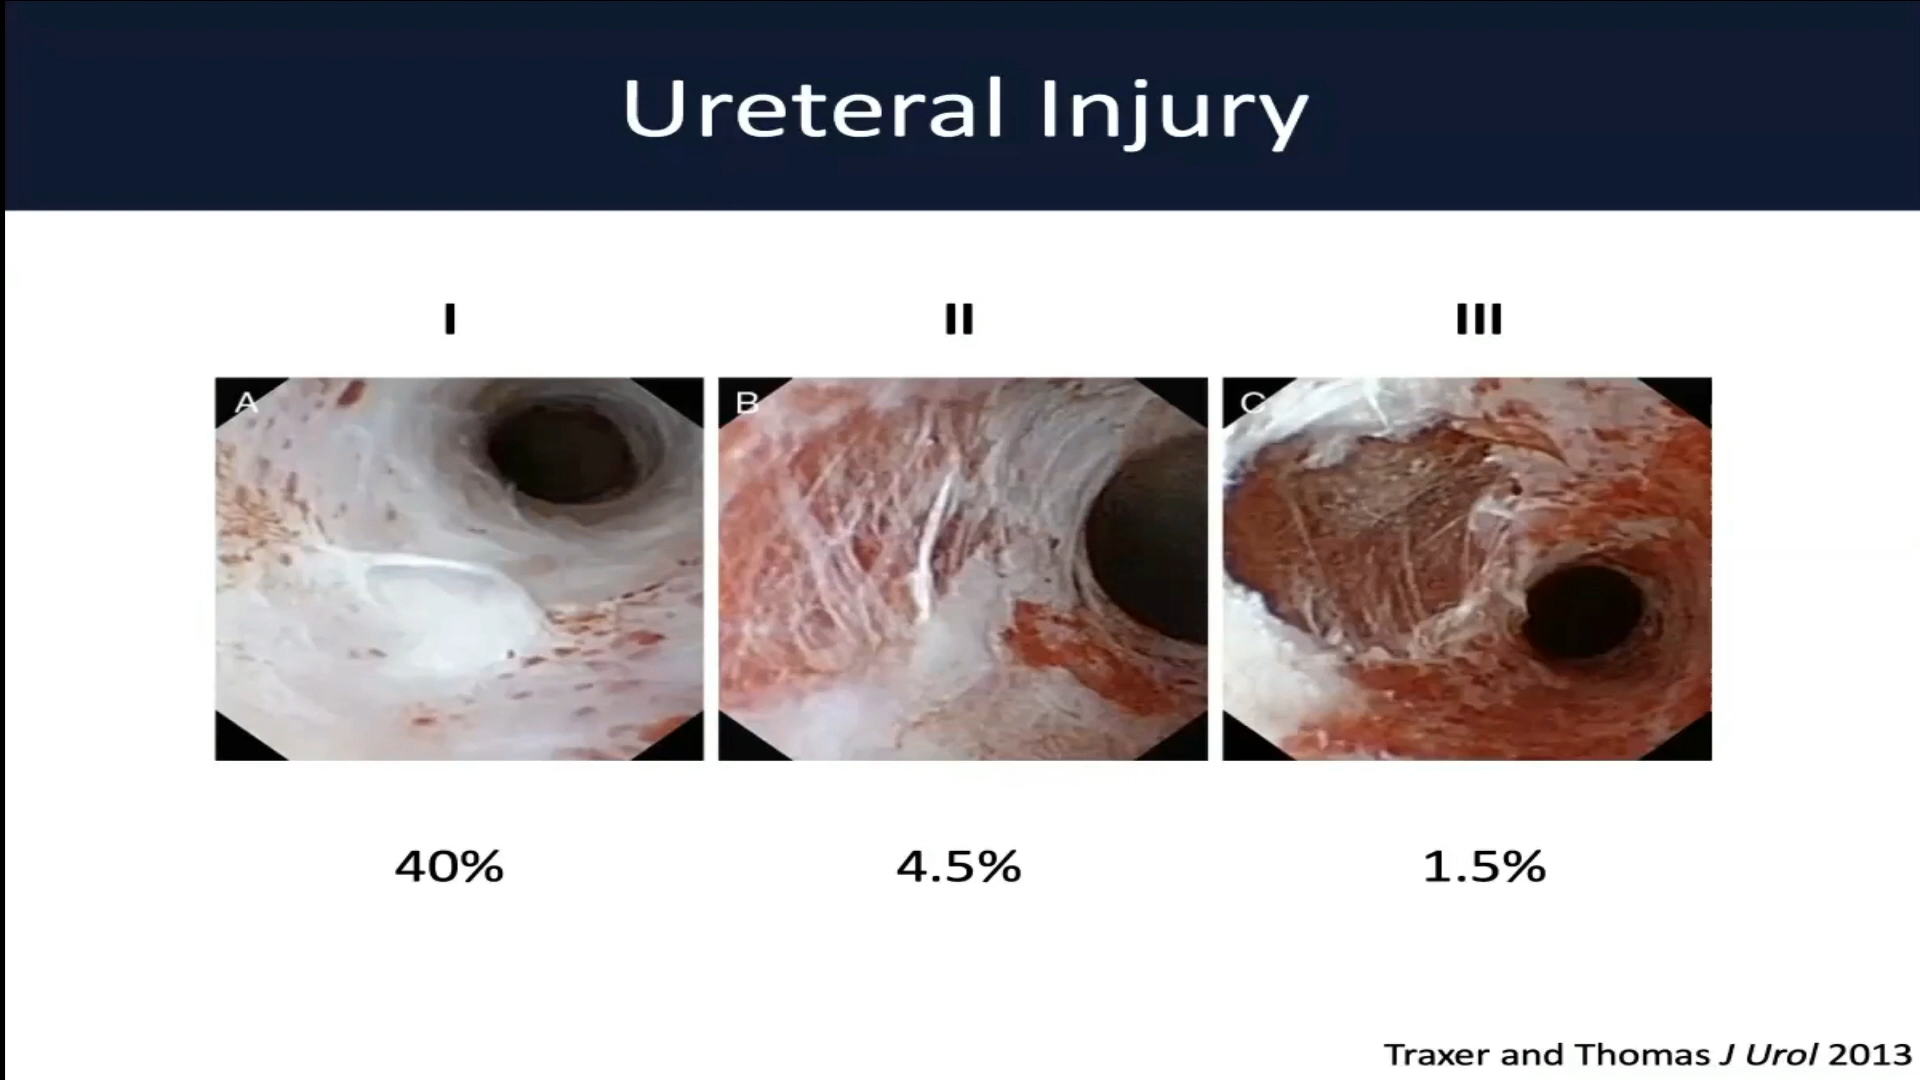 Ureteral Injury
I II III
A B C
40% 4.5% 1.5%
Traxer and Thomas J Urol 2013